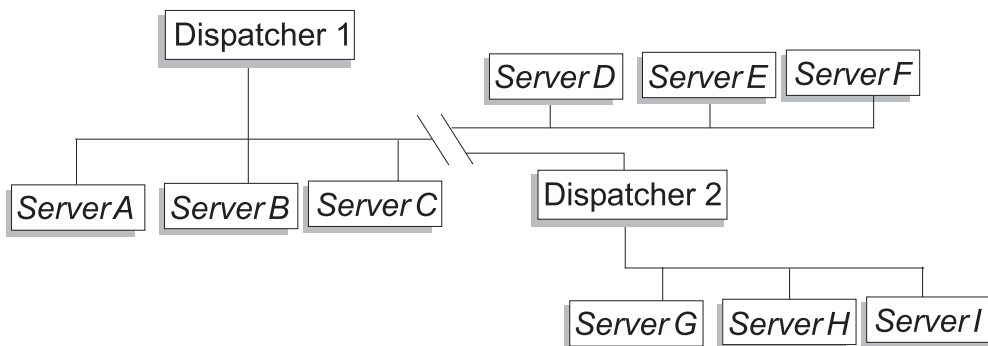 Dispatcher 1
Server D
Server E
Server F
Server A
Server B
Server C
Dispatcher 2
Server G
Server H
Server I